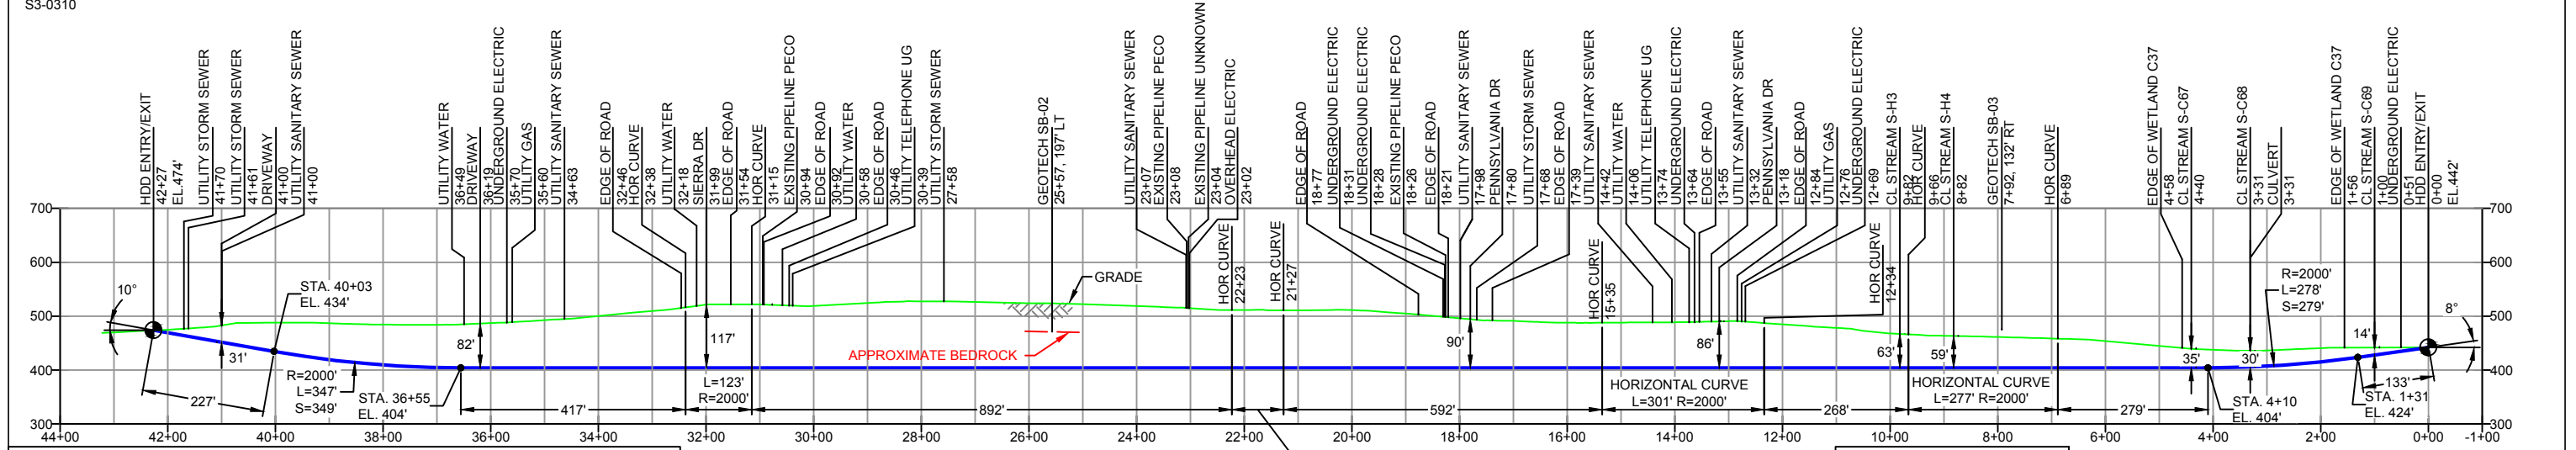 S3-0310
HDD ENTRY/EXIT
42+27
EL.474'
UTILITY STORM SEWER
41+70
UTILITY STORM SEWER
41+61
DRIVEWAY
41+00
UTILITY SANITARY SEWER
41+00
UTILITY WATER
36+49
DRIVEWAY
36+19
UNDERGROUND ELECTRIC
35+70
UTILITY GAS
35+60
UTILITY SANITARY SEWER
34+63
EDGE OF ROAD
32+46
HOR CURVE
32+38
UTILITY WATER
32+18
SIERRA DR
31+99
EDGE OF ROAD
31+54
HOR CURVE
31+15
EXISTING PIPELINE PECO
30+94
EDGE OF ROAD
30+92
UTILITY WATER
30+58
EDGE OF ROAD
30+46
UTILITY TELEPHONE UG
30+39
UTILITY STORM SEWER
27+58
GEOTECH SB-02
25+57, 197' LT
UTILITY SANITARY SEWER
23+07
EXISTING PIPELINE PECO
23+08
EXISTING PIPELINE UNKNOWN
23+04
OVERHEAD ELECTRIC
23+02
HOR CURVE
22+23
HOR CURVE
21+27
EDGE OF ROAD
18+77
UNDERGROUND ELECTRIC
18+31
UNDERGROUND ELECTRIC
18+28
EXISTING PIPELINE PECO
18+26
EDGE OF ROAD
18+21
UTILITY SANITARY SEWER
17+98
PENNSYLVANIA DR
17+80
UTILITY STORM SEWER
17+68
EDGE OF ROAD
17+39
HOR CURVE
15+35
UTILITY SANITARY SEWER
14+42
UTILITY WATER
14+06
UTILITY TELEPHONE UG
13+74
UNDERGROUND ELECTRIC
13+64
EDGE OF ROAD
13+55
UTILITY SANITARY SEWER
13+32
PENNSYLVANIA DR
13+18
EDGE OF ROAD
12+84
UTILITY GAS
12+76
UNDERGROUND ELECTRIC
12+69
HOR CURVE
12+34
CL STREAM S-H3
9+82
HOR CURVE
9+66
CL STREAM S-H4
8+82
GEOTECH SB-03
7+92, 132' RT
HOR CURVE
6+89
EDGE OF WETLAND C37
4+58
CL STREAM S-C67
4+40
CL STREAM S-C68
3+31
CULVERT
3+31
EDGE OF WETLAND C37
1+56
CL STREAM S-C69
1+00
UNDERGROUND ELECTRIC
0+51
HDD ENTRY/EXIT
0+00
EL.442'
700
600
500
400
300
700
600
500
400
300
10°
31'
STA. 40+03
EL. 434'
227'
R=2000'
L=347'
S=349'
STA. 36+55
EL. 404'
82'
417'
117'
L=123'
R=2000'
892'
GRADE
APPROXIMATE BEDROCK
592'
90'
86'
HORIZONTAL CURVE
L=301' R=2000'
268'
63'
59'
HORIZONTAL CURVE
L=277' R=2000'
279'
35'
30'
STA. 4+10
EL. 404'
R=2000'
L=278'
S=279'
14'
8°
133'
STA. 1+31
EL. 424'
44+00 42+00 40+00 38+00 36+00 34+00 32+00 30+00 28+00 26+00 24+00 22+00 20+00 18+00 16+00 14+00 12+00 10+00 8+00 6+00 4+00 2+00 0+00 -1+00